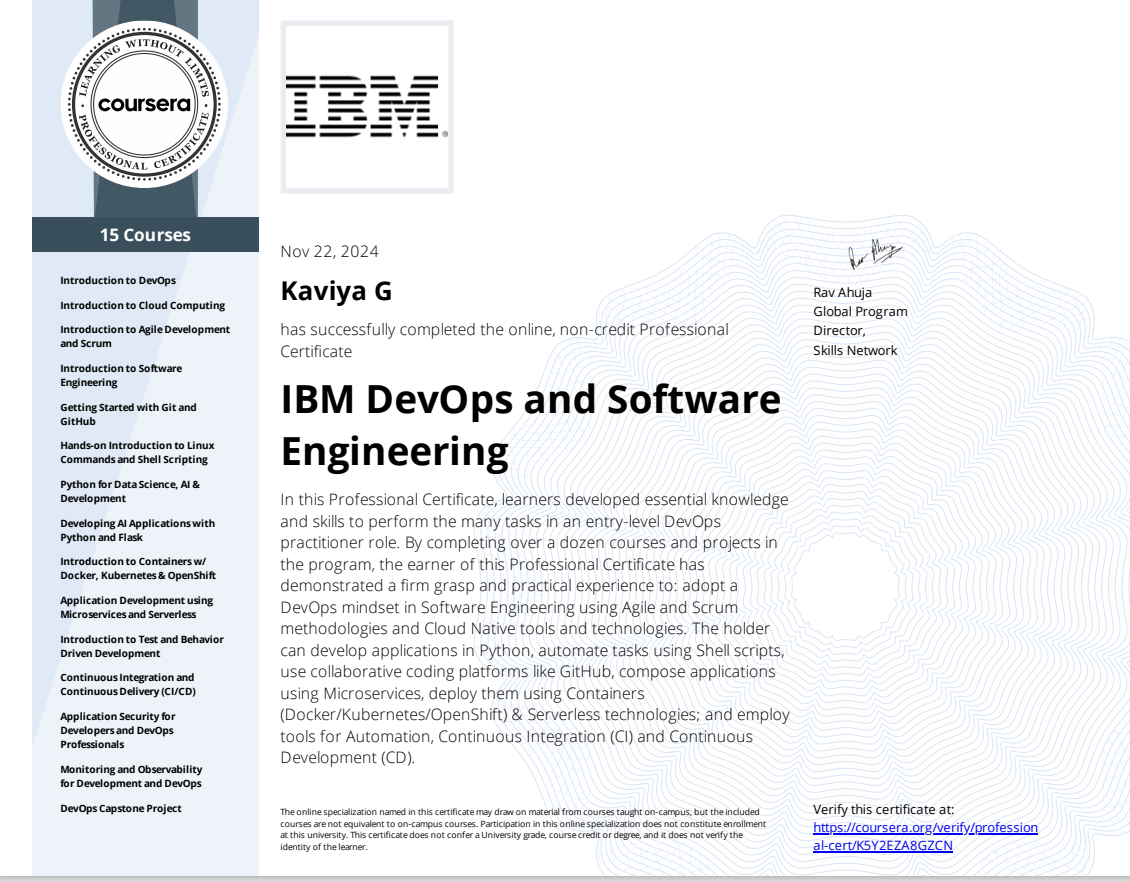 LEARNING WITHOUT LIMITS
coursera
PROFESSIONAL CERTIFICATE
IBM®
15 Courses
Introduction to DevOps
Introduction to Cloud Computing
Introduction to Agile Development
and Scrum
Introduction to Software
Engineering
Getting Started with Git and
GitHub
Hands-on Introduction to Linux
Commands and Shell Scripting
Python for Data Science, AI &
Development
Developing AI Applications with
Python and Flask
Introduction to Containers w/
Docker, Kubernetes & OpenShift
Application Development using
Microservices and Serverless
Introduction to Test and Behavior
Driven Development
Continuous Integration and
Continuous Delivery (CI/CD)
Application Security for
Developers and DevOps
Professionals
Monitoring and Observability
for Development and DevOps
DevOps Capstone Project
Nov 22, 2024
Kaviya G
has successfully completed the online, non-credit Professional
Certificate
IBM DevOps and Software
Engineering
In this Professional Certificate, learners developed essential knowledge
and skills to perform the many tasks in an entry-level DevOps
practitioner role. By completing over a dozen courses and projects in
the program, the earner of this Professional Certificate has
demonstrated a firm grasp and practical experience to: adopt a
DevOps mindset in Software Engineering using Agile and Scrum
methodologies and Cloud Native tools and technologies. The holder
can develop applications in Python, automate tasks using Shell scripts,
use collaborative coding platforms like GitHub, compose applications
using Microservices, deploy them using Containers
(Docker/Kubernetes/OpenShift) & Serverless technologies; and employ
tools for Automation, Continuous Integration (CI) and Continuous
Development (CD).
The online specialization named in this certificate may draw on material from courses taught on-campus, but the included
courses are not equivalent to on-campus courses. Participation in this online specialization does not constitute enrollment
at this university. This certificate does not confer a University grade, course credit or degree, and it does not verify the
identity of the learner.
Rav Ahuja
Rav Ahuja
Global Program
Director,
Skills Network
Verify this certificate at:
https://coursera.org/verify/profession
al-cert/K5Y2EZA8GZCN